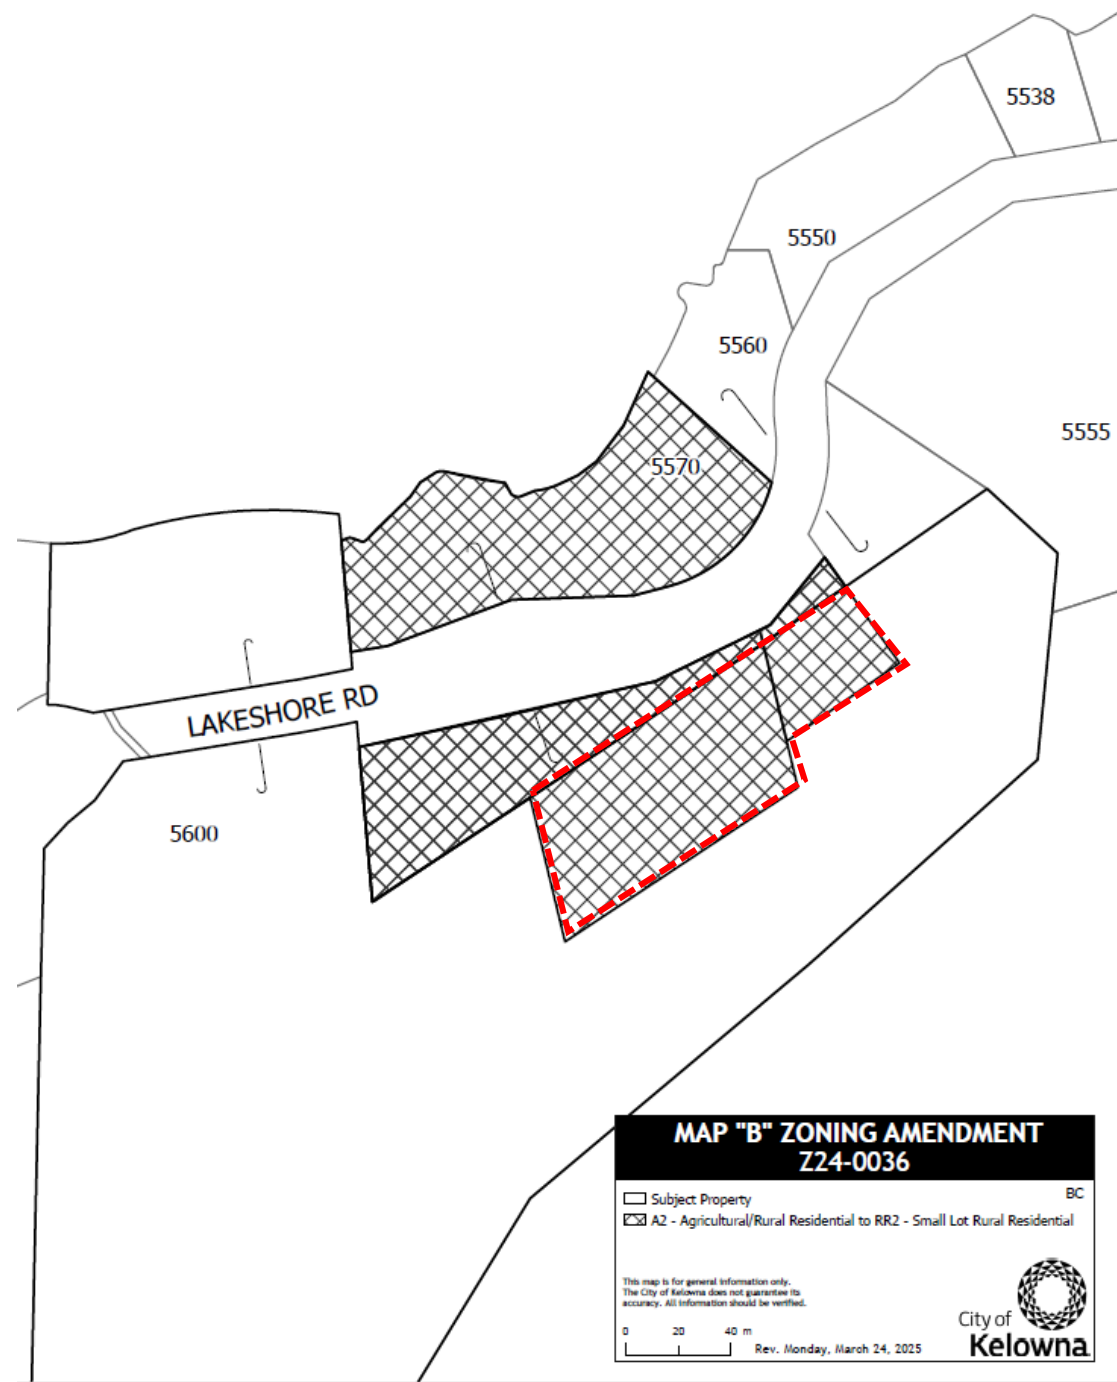 5538
5550
5560
5555
5570
LAKESHORE RD
5600
MAP "B" ZONING AMENDMENT
Z24-0036
BC
Subject Property
A2 - Agricultural/Rural Residential to RR2 - Small Lot Rural Residential
This map is for general information only.
The City of Kelowna does not guarantee its
accuracy. All information should be verified.
0 20 40 m
Rev. Monday, March 24, 2025
City of
Kelowna